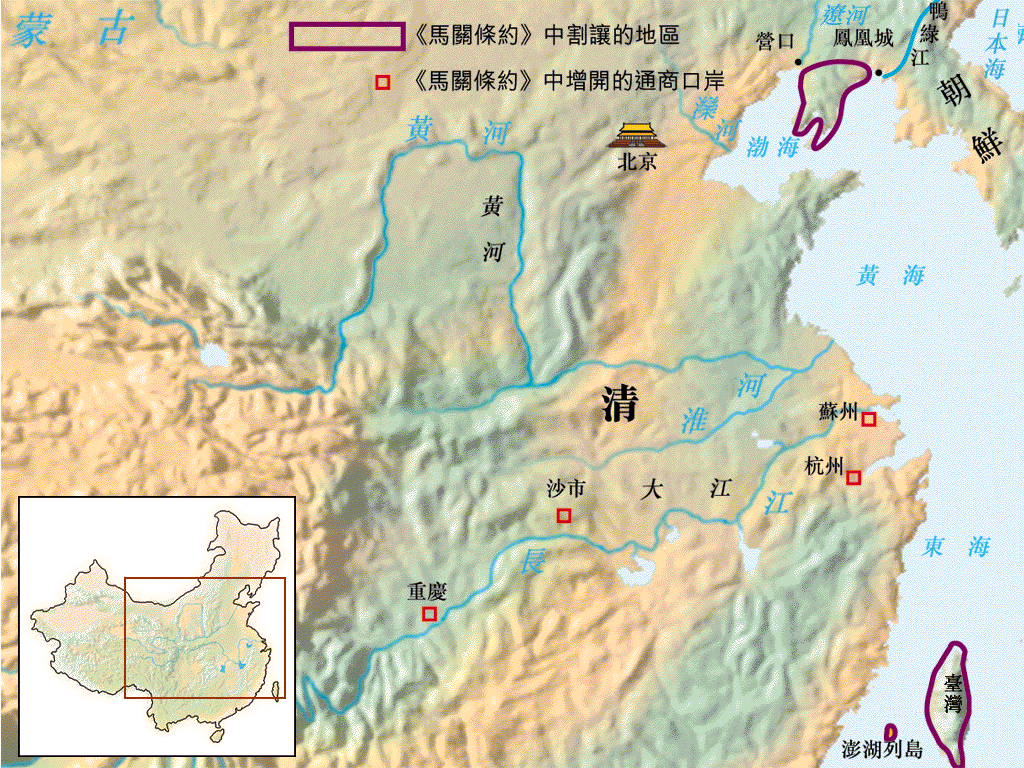 蒙 古
《馬關條約》中割讓的地區
《馬關條約》中增開的通商口岸
遼河
鴨綠江
日本海
營口
鳳凰城
朝鮮
灤河
渤海
北京
黃河
黃河
黃海
清
淮河
蘇州
杭州
沙市
大江
長江
東海
重慶
臺灣
澎湖列島